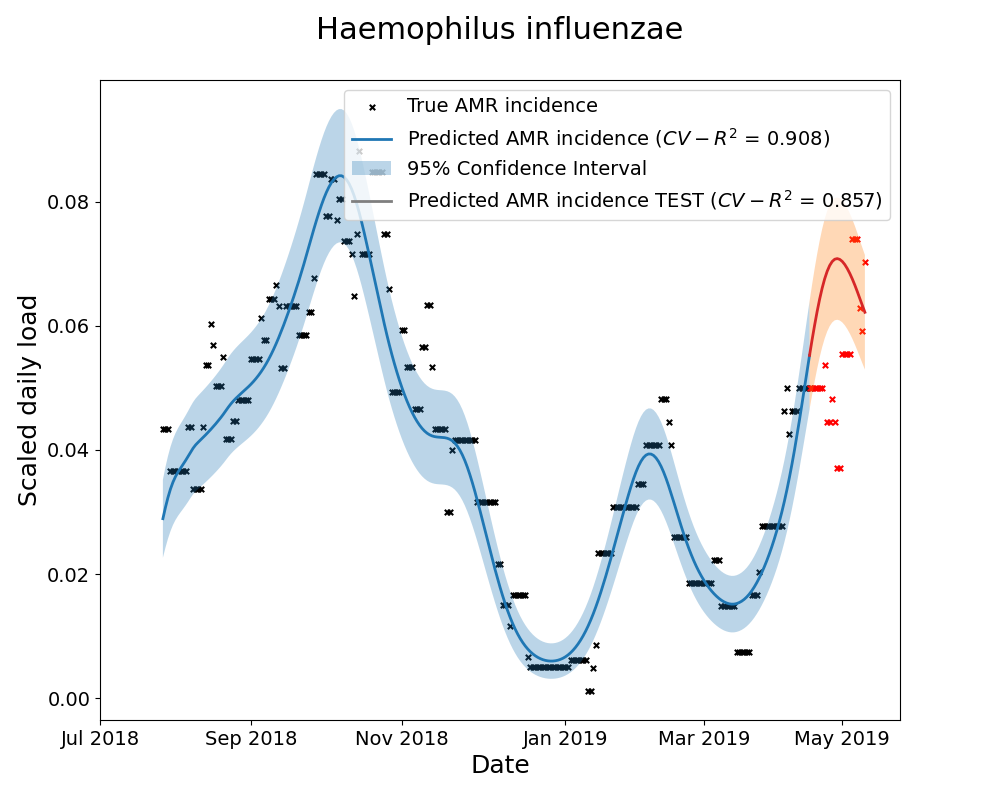 Haemophilus influenzae
True AMR incidence
Predicted AMR incidence (CV − R² = 0.908)
95% Confidence Interval
Predicted AMR incidence TEST (CV − R² = 0.857)
Scaled daily load
0.08
0.06
0.04
0.02
0.00
Jul 2018 Sep 2018 Nov 2018 Jan 2019 Mar 2019 May 2019
Date